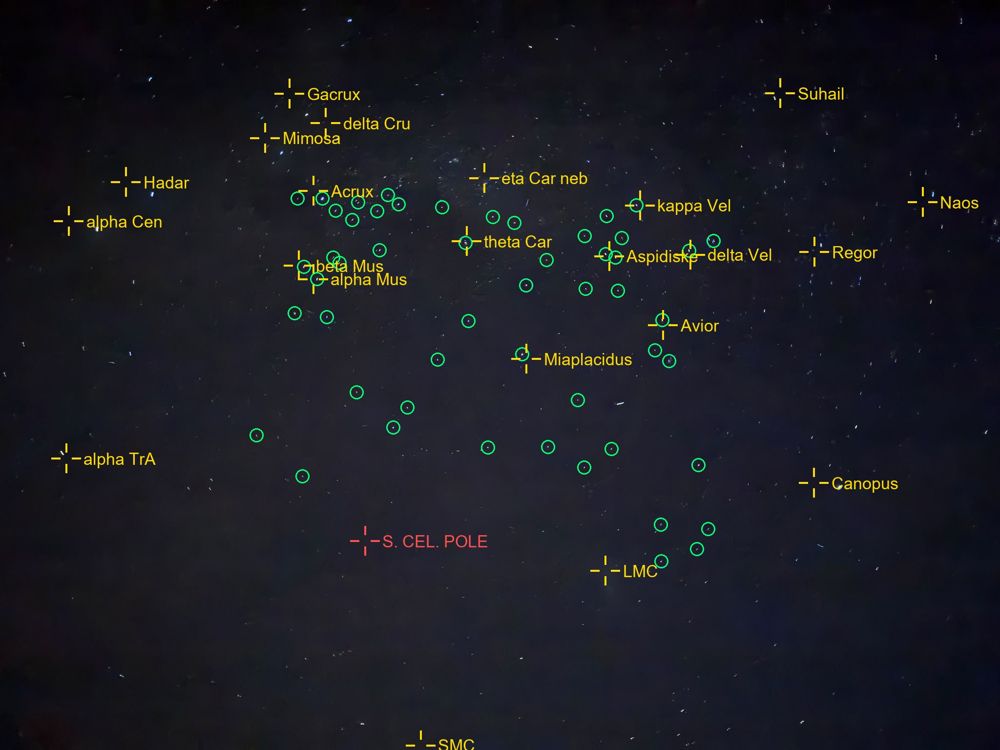 Gacrux
Suhail
delta Cru
Mimosa
eta Car neb
Hadar
Acrux
Naos
kappa Vel
alpha Cen
theta Car
Regor
delta Vel
Aspidiske
beta Mus
alpha Mus
Avior
Miaplacidus
alpha TrA
Canopus
S. CEL. POLE
LMC
SMC